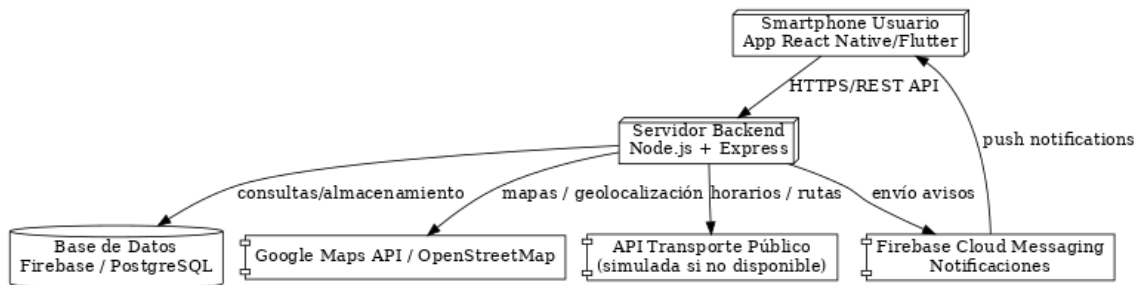 Smartphone Usuario
App React Native/Flutter
HTTPS/REST API
Servidor Backend
Node.js + Express
push notifications
consultas/almacenamiento
mapas / geolocalización
horarios / rutas
envío avisos
Base de Datos
Firebase / PostgreSQL
Google Maps API / OpenStreetMap
API Transporte Público
(simulada si no disponible)
Firebase Cloud Messaging
Notificaciones